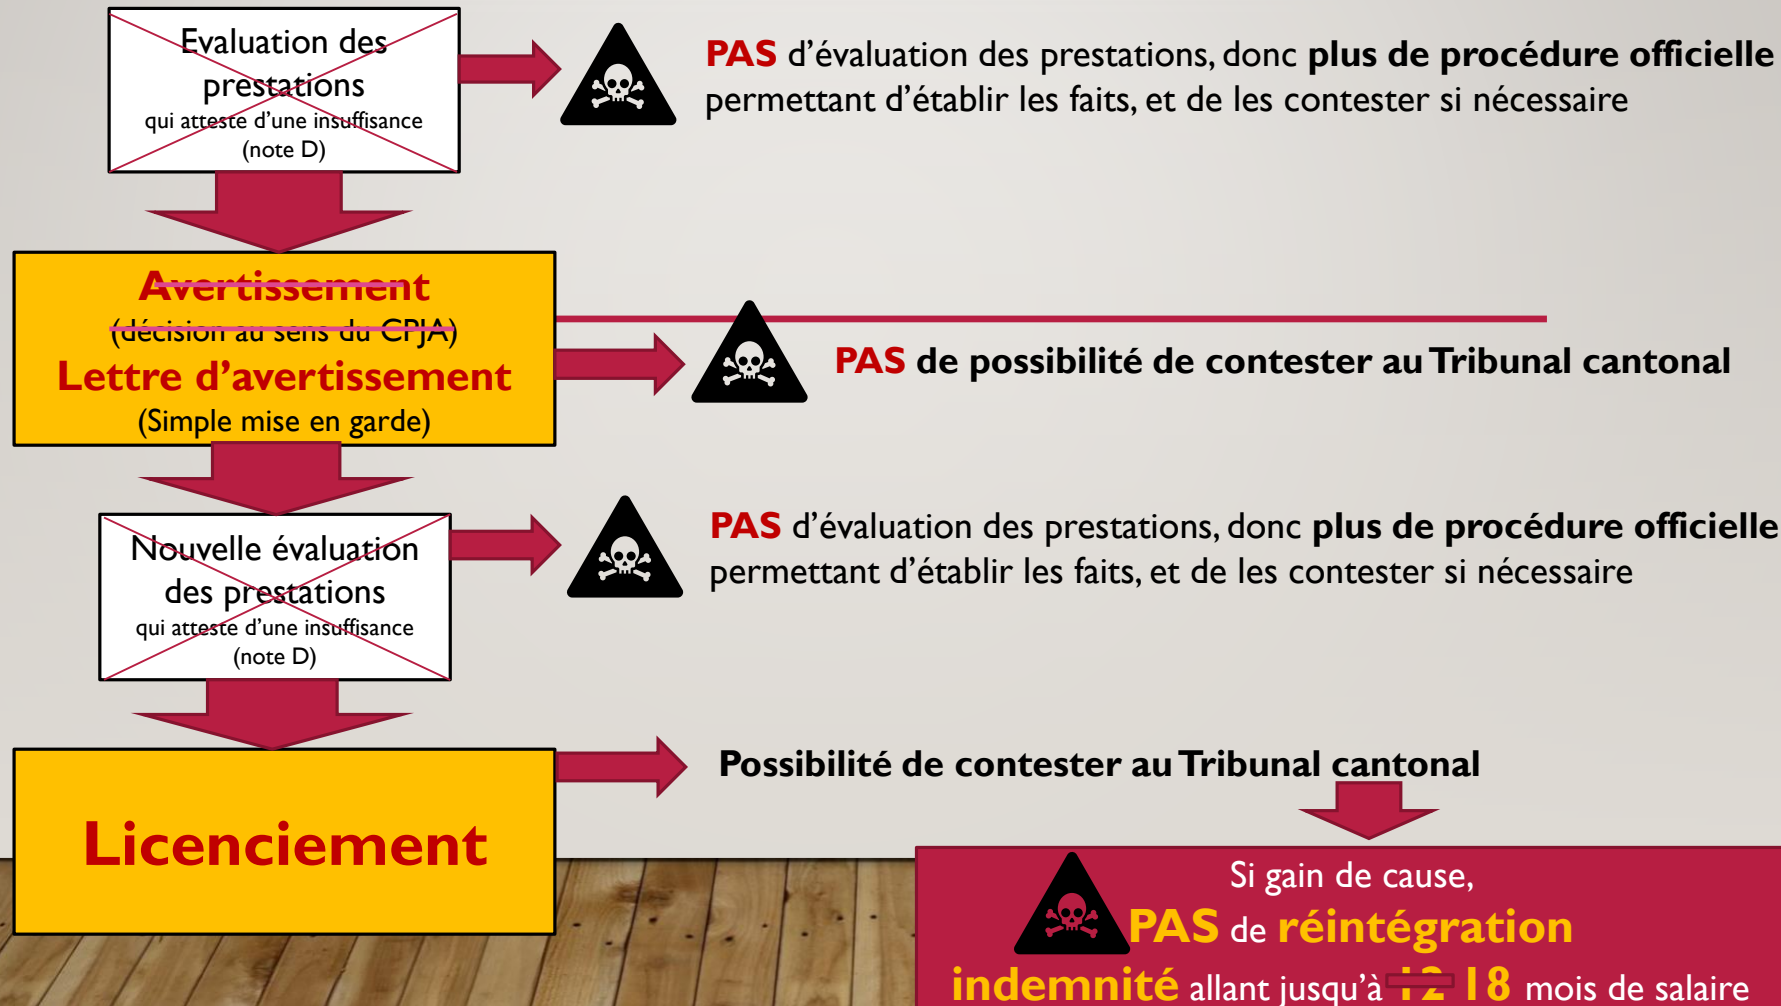 Evaluation des
prestations
qui atteste d’une insuffisance
(note D)
PAS d’évaluation des prestations, donc plus de procédure officielle
permettant d’établir les faits, et de les contester si nécessaire
Avertissement
(décision au sens du CPJA)
Lettre d’avertissement
(Simple mise en garde)
PAS de possibilité de contester au Tribunal cantonal
Nouvelle évaluation
des prestations
qui atteste d’une insuffisance
(note D)
PAS d’évaluation des prestations, donc plus de procédure officielle
permettant d’établir les faits, et de les contester si nécessaire
Licenciement
Possibilité de contester au Tribunal cantonal
Si gain de cause,
PAS de réintégration
indemnité allant jusqu’à 12 18 mois de salaire